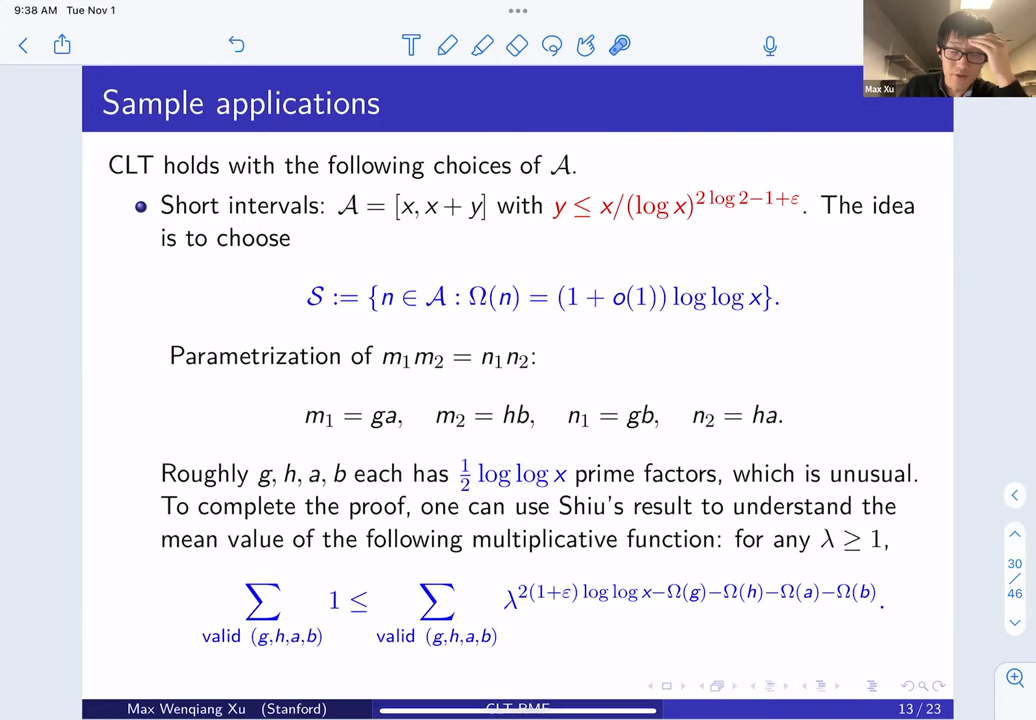 9:38 AM Tue Nov 1
Max Xu
Sample applications
CLT holds with the following choices of 𝒜.
Short intervals: 𝒜 = [x, x + y] with y ≤ x/(log x)^{2 log 2−1+ε}. The idea
is to choose
𝒮 := {n ∈ 𝒜 : Ω(n) = (1 + o(1)) log log x}.
Parametrization of m₁m₂ = n₁n₂:
m₁ = ga, m₂ = hb, n₁ = gb, n₂ = ha.
Roughly g, h, a, b each has ½ log log x prime factors, which is unusual.
To complete the proof, one can use Shiu's result to understand the
mean value of the following multiplicative function: for any λ ≥ 1,
∑_{valid (g,h,a,b)} 1 ≤ ∑_{valid (g,h,a,b)} λ^{2(1+ε) log log x−Ω(g)−Ω(h)−Ω(a)−Ω(b)}.
30
/
46
Max Wenqiang Xu (Stanford)
CLT RMF
13 / 23